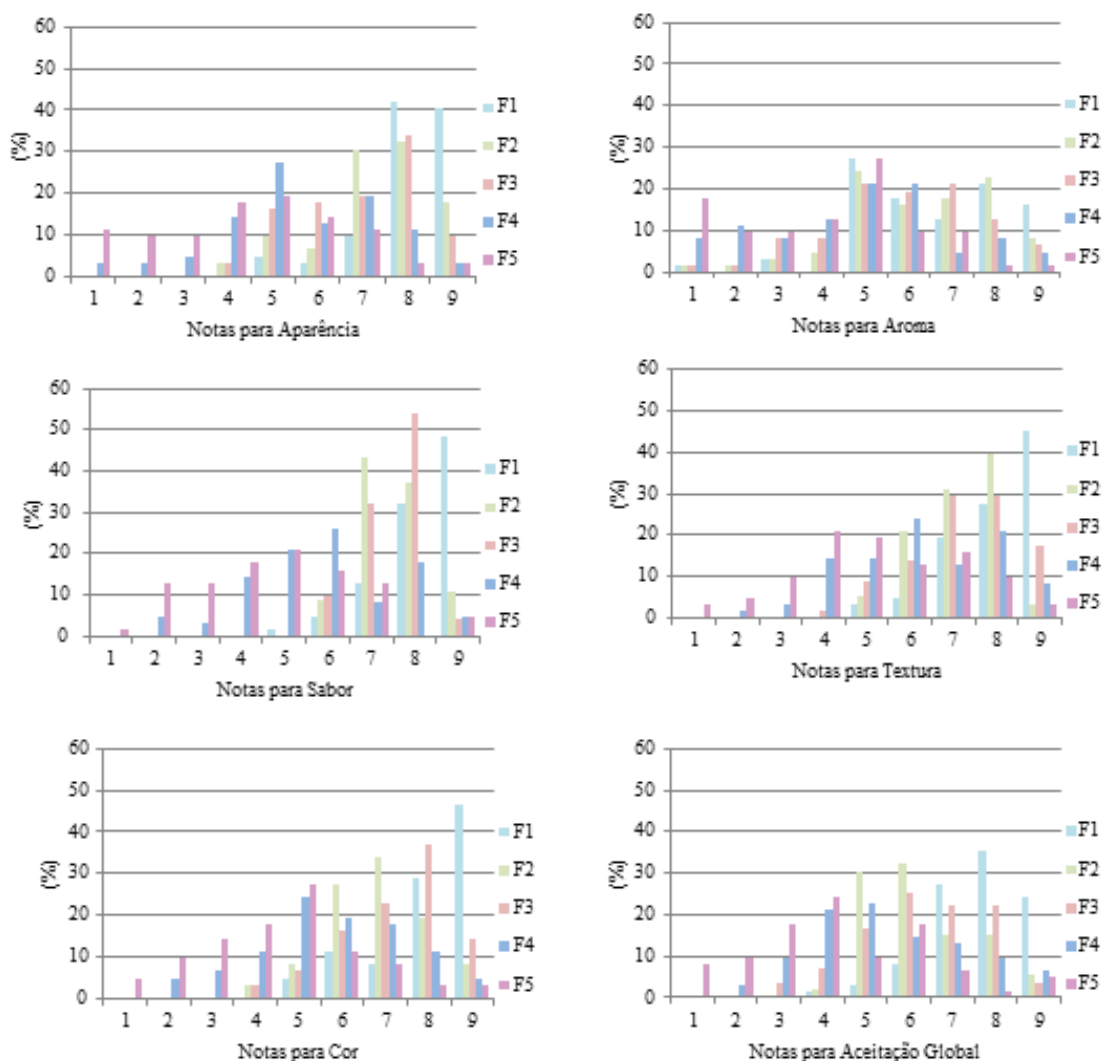 60
50
40
30
20
10
0
(%)
1 2 3 4 5 6 7 8 9
Notas para Aparência
F1
F2
F3
F4
F5
60
50
40
30
20
10
0
(%)
1 2 3 4 5 6 7 8 9
Notas para Aroma
F1
F2
F3
F4
F5
60
50
40
30
20
10
0
(%)
1 2 3 4 5 6 7 8 9
Notas para Sabor
F1
F2
F3
F4
F5
60
50
40
30
20
10
0
(%)
1 2 3 4 5 6 7 8 9
Notas para Textura
F1
F2
F3
F4
F5
60
50
40
30
20
10
0
(%)
1 2 3 4 5 6 7 8 9
Notas para Cor
F1
F2
F3
F4
F5
60
50
40
30
20
10
0
(%)
1 2 3 4 5 6 7 8 9
Notas para Aceitação Global
F1
F2
F3
F4
F5